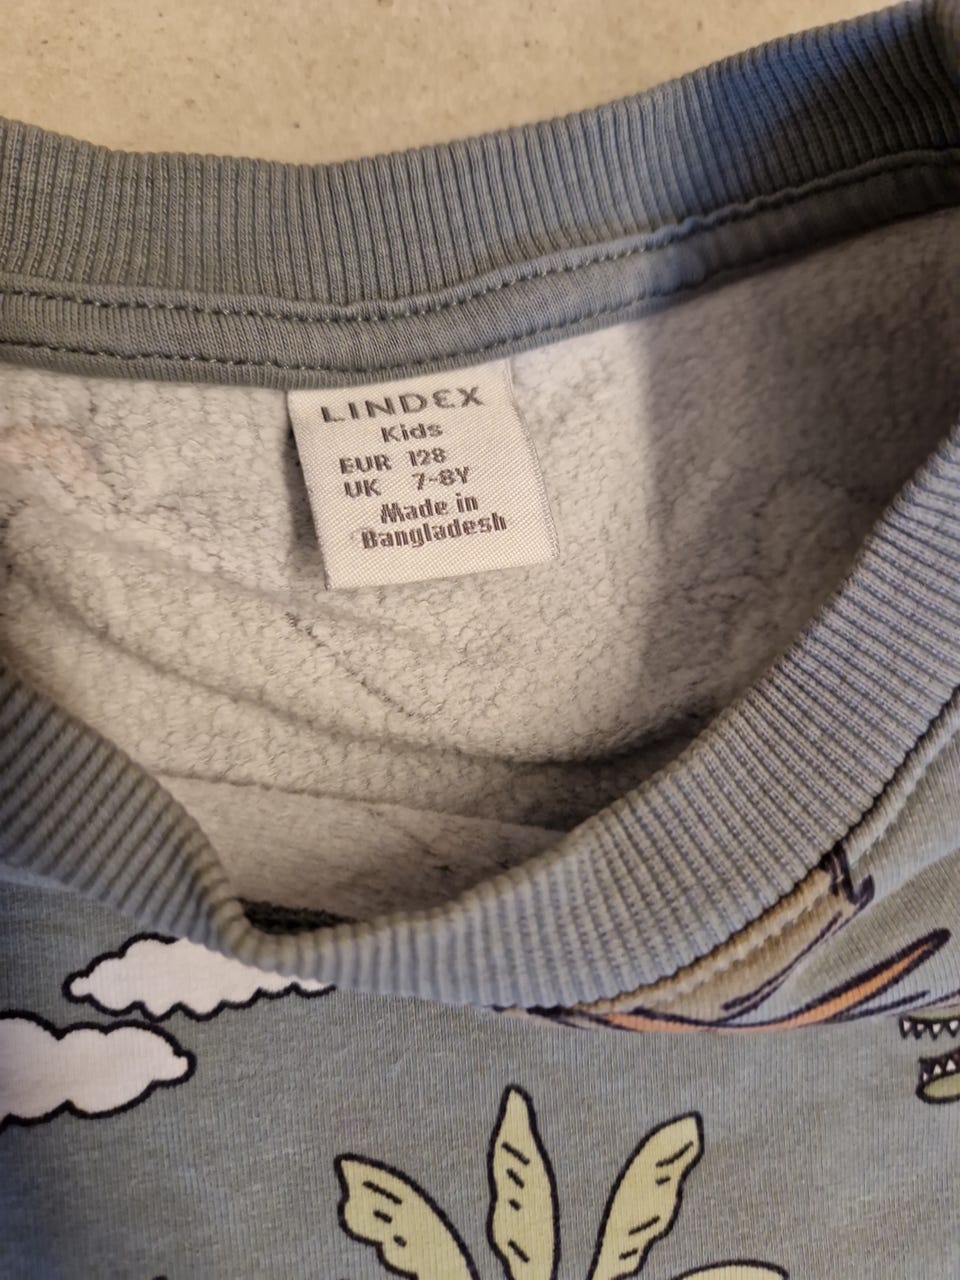 LINDEX
Kids
EUR 128
UK 7-8Y
Made in
Bangladesh